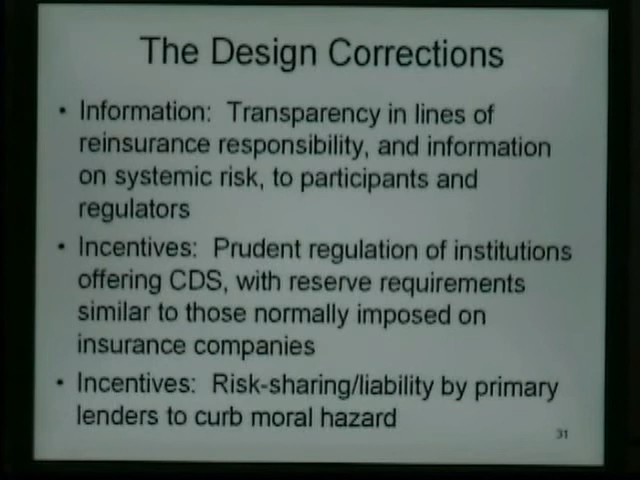 The Design Corrections
• Information: Transparency in lines of
reinsurance responsibility, and information
on systemic risk, to participants and
regulators
• Incentives: Prudent regulation of institutions
offering CDS, with reserve requirements
similar to those normally imposed on
insurance companies
• Incentives: Risk-sharing/liability by primary
lenders to curb moral hazard
31